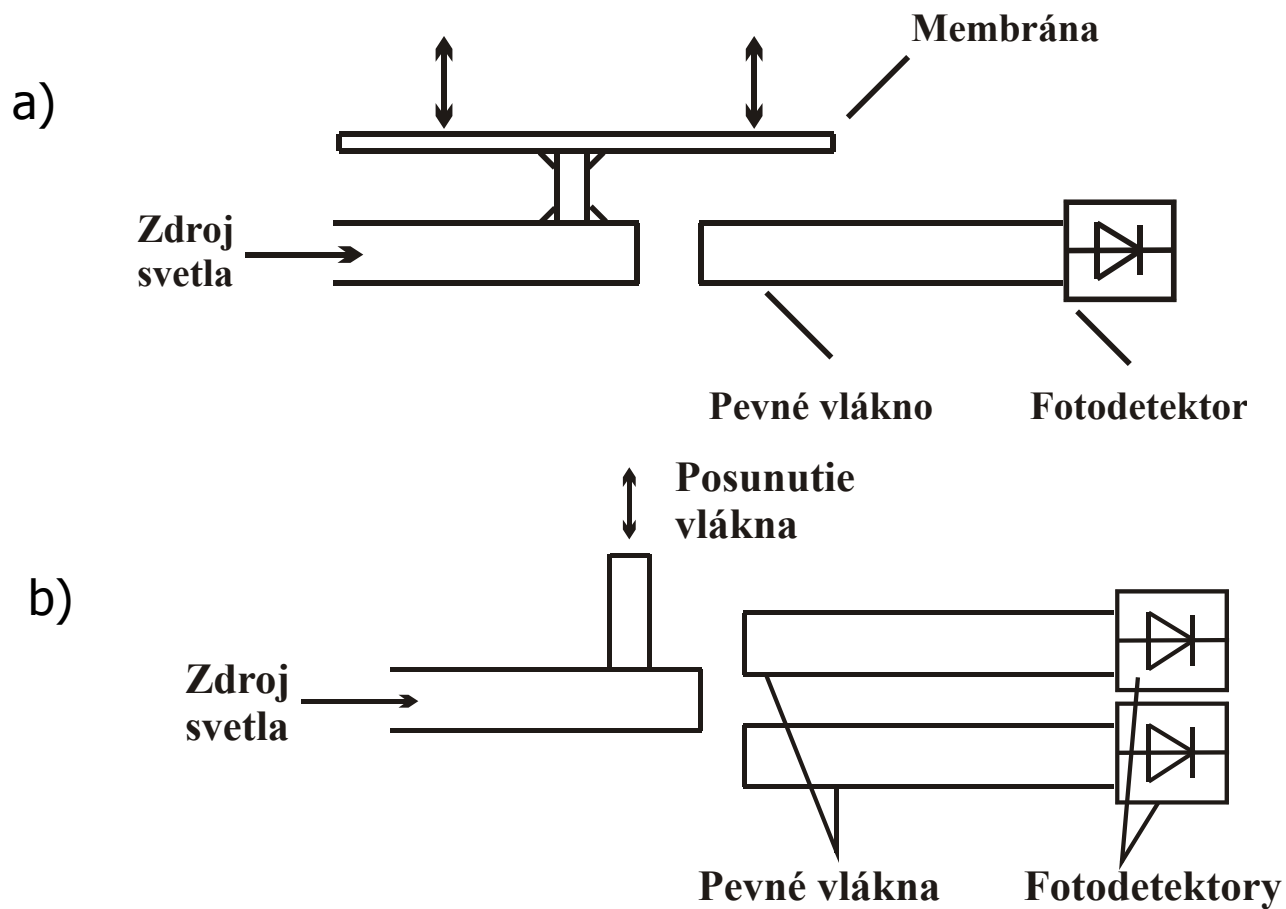 Membrána
a)
Zdroj
svetla
Pevné vlákno
Fotodetektor
Posunutie
vlákna
b)
Zdroj
svetla
Pevné vlákna
Fotodetektory